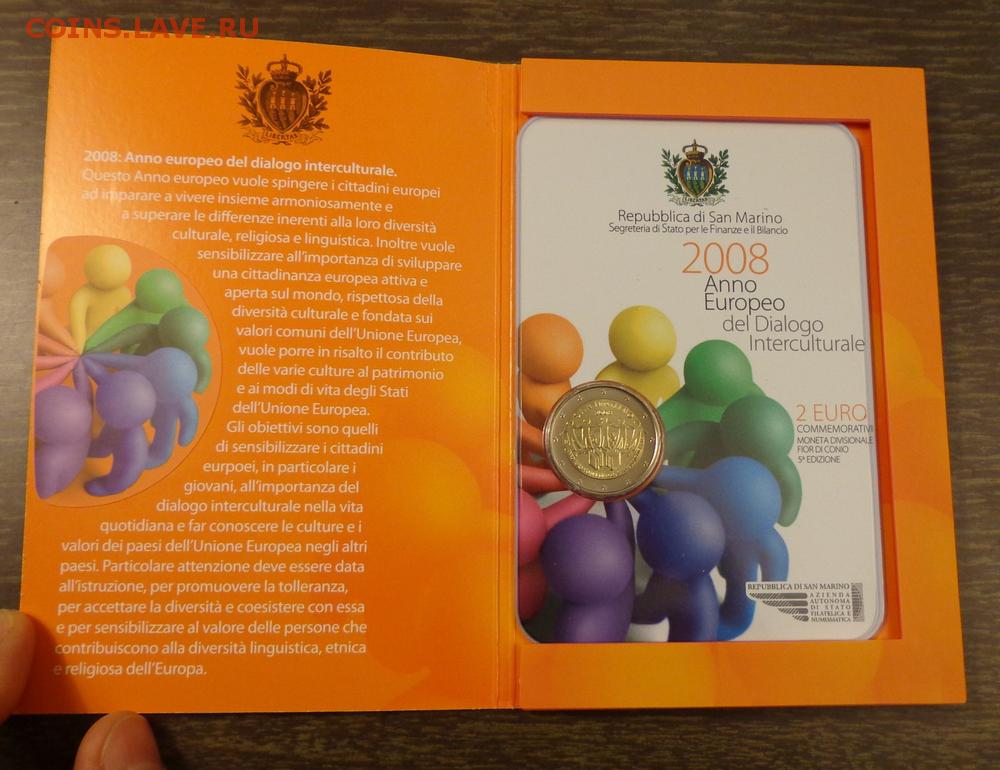 COINS.LAVE.RU
LIBERTAS
2008: Anno europeo del dialogo interculturale.
Questo Anno europeo vuole spingere i cittadini europei
ad imparare a vivere insieme armoniosamente e
a superare le differenze inerenti alla loro diversità
culturale, religiosa e linguistica. Inoltre vuole
sensibilizzare all'importanza di sviluppare
una cittadinanza europea attiva e
aperta sul mondo, rispettosa della
diversità culturale e fondata sui
valori comuni dell'Unione Europea,
vuole porre in risalto il contributo
delle varie culture al patrimonio
e ai modi di vita degli Stati
dell'Unione Europea.
Gli obiettivi sono quelli
di sensibilizzare i cittadini
eurpoei, in particolare i
giovani, all'importanza del
dialogo interculturale nella vita
quotidiana e far conoscere le culture e i
valori dei paesi dell'Unione Europea negli altri
paesi. Particolare attenzione deve essere data
all'istruzione, per promuovere la tolleranza,
per accettare la diversità e coesistere con essa
e per sensibilizzare al valore delle persone che
contribuiscono alla diversità linguistica, etnica
e religiosa dell'Europa.
LIBERTAS
Repubblica di San Marino
Segreteria di Stato per le Finanze e il Bilancio
2008
Anno
Europeo
del Dialogo
Interculturale
2 EURO
COMMEMORATIVI
MONETA DIVISIONALE
FIOR DI CONIO
5ª EDIZIONE
REPUBBLICA DI SAN MARINO
AZIENDA
AUTONOMA
DI STATO
FILATELICA E
NUMISMATICA